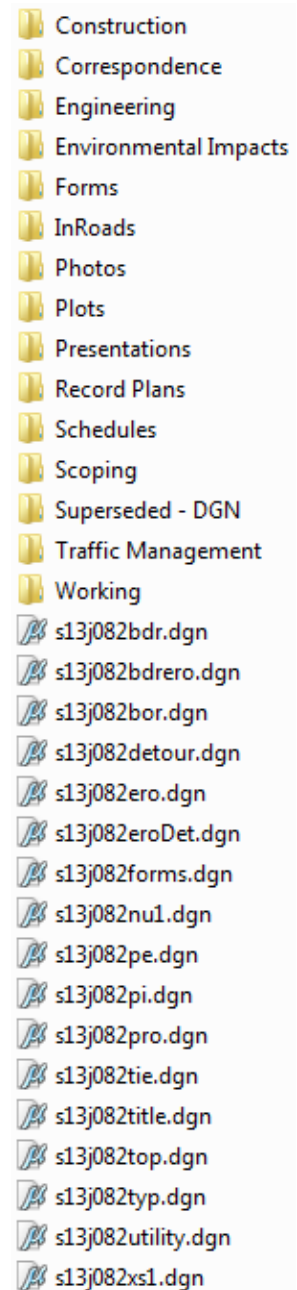 Construction
Correspondence
Engineering
Environmental Impacts
Forms
InRoads
Photos
Plots
Presentations
Record Plans
Schedules
Scoping
Superseded - DGN
Traffic Management
Working
s13j082bdr.dgn
s13j082bdrero.dgn
s13j082bor.dgn
s13j082detour.dgn
s13j082ero.dgn
s13j082eroDet.dgn
s13j082forms.dgn
s13j082nu1.dgn
s13j082pe.dgn
s13j082pi.dgn
s13j082pro.dgn
s13j082tie.dgn
s13j082title.dgn
s13j082top.dgn
s13j082typ.dgn
s13j082utility.dgn
s13j082xs1.dgn